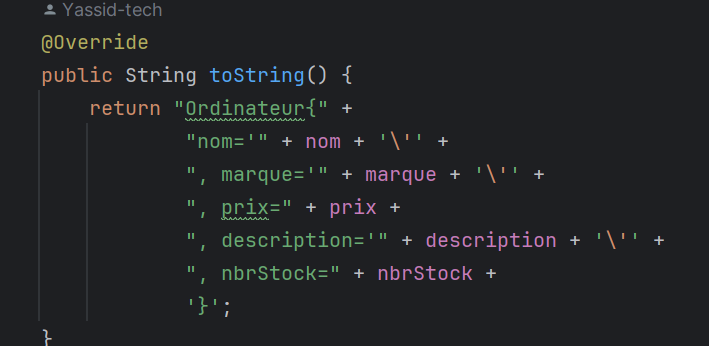 Yassid-tech
@Override
public String toString() {
return "Ordinateur{" +
"nom='" + nom + '\'' +
", marque='" + marque + '\'' +
", prix=" + prix +
", description='" + description + '\'' +
", nbrStock=" + nbrStock +
'}';
}